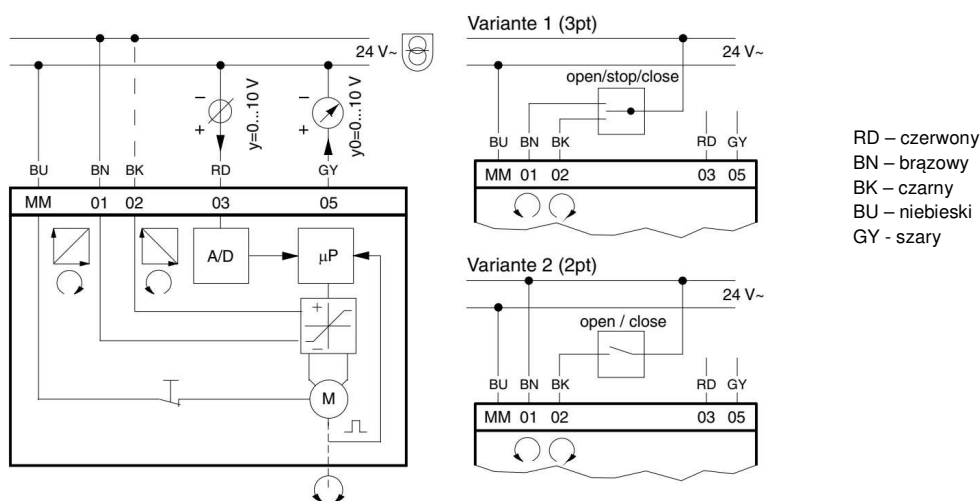 24 V~
–
+
y=0...10 V
–
+
y0=0...10 V
BU BN BK RD GY
MM 01 02 03 05
A/D
µP
+
–
M
Variante 1 (3pt)
24 V~
open/stop/close
BU BN BK RD GY
MM 01 02 03 05
Variante 2 (2pt)
24 V~
open / close
BU BN BK RD GY
MM 01 02 03 05
RD – czerwony
BN – brązowy
BK – czarny
BU – niebieski
GY - szary